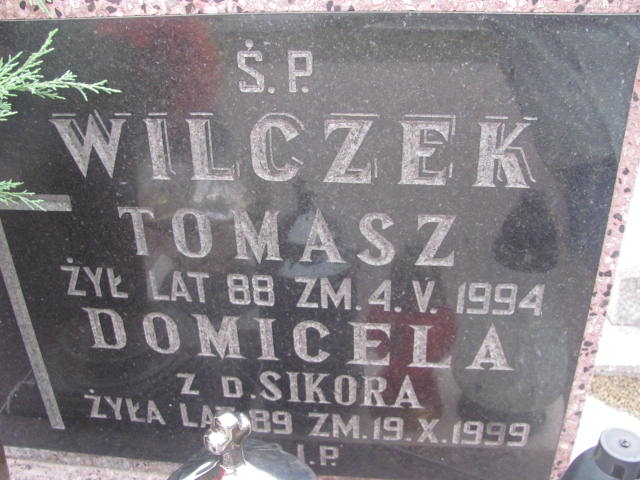 Ś.P.
WILCZEK
TOMASZ
ŻYŁ LAT 88 ZM. 4. V. 1994
DOMICELA
Z D. SIKORA
ŻYŁA LAT 89 ZM. 19. X. 1999
I.P.